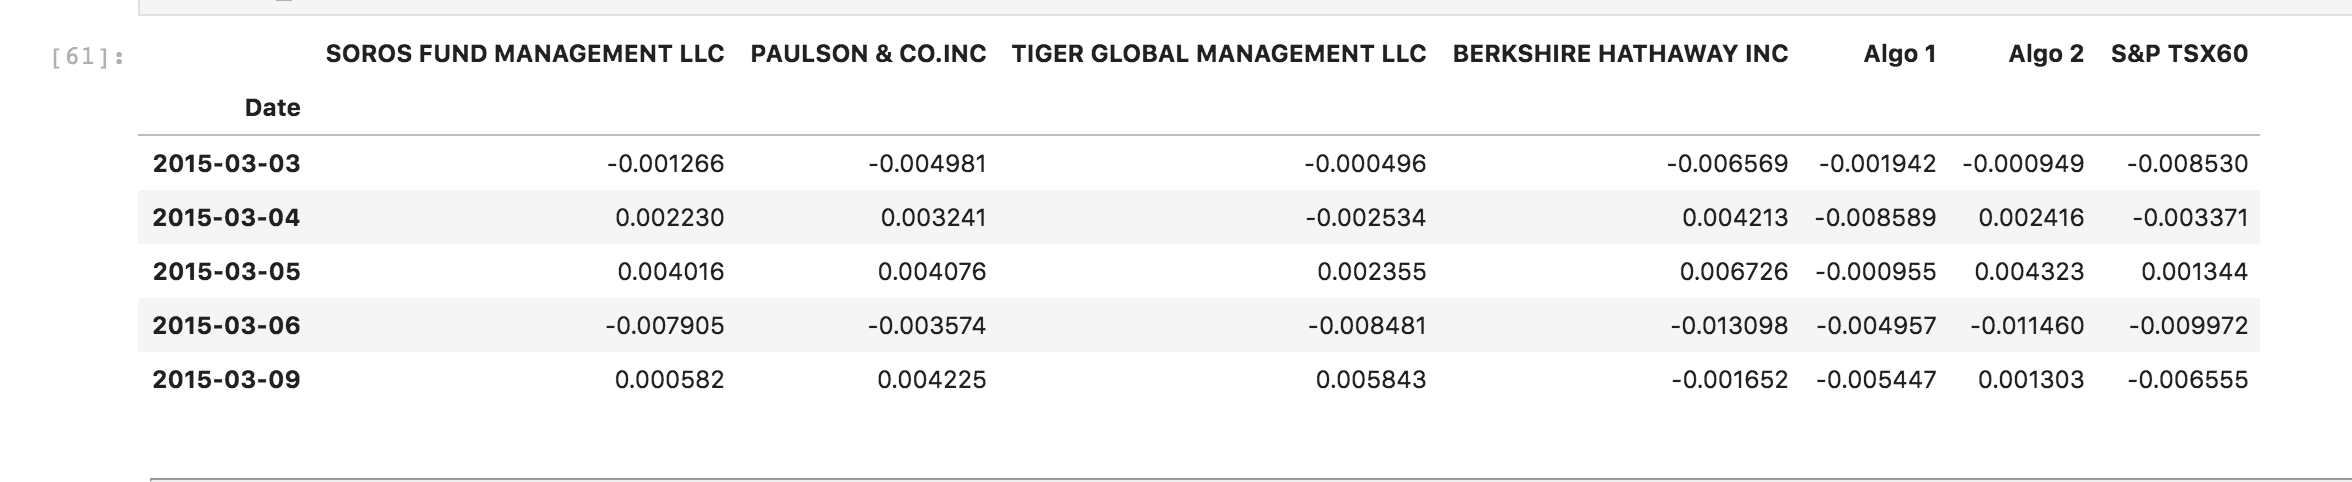 [61]: SOROS FUND MANAGEMENT LLC PAULSON & CO.INC TIGER GLOBAL MANAGEMENT LLC BERKSHIRE HATHAWAY INC Algo 1 Algo 2 S&P TSX60
Date
2015-03-03 -0.001266 -0.004981 -0.000496 -0.006569 -0.001942 -0.000949 -0.008530
2015-03-04 0.002230 0.003241 -0.002534 0.004213 -0.008589 0.002416 -0.003371
2015-03-05 0.004016 0.004076 0.002355 0.006726 -0.000955 0.004323 0.001344
2015-03-06 -0.007905 -0.003574 -0.008481 -0.013098 -0.004957 -0.011460 -0.009972
2015-03-09 0.000582 0.004225 0.005843 -0.001652 -0.005447 0.001303 -0.006555